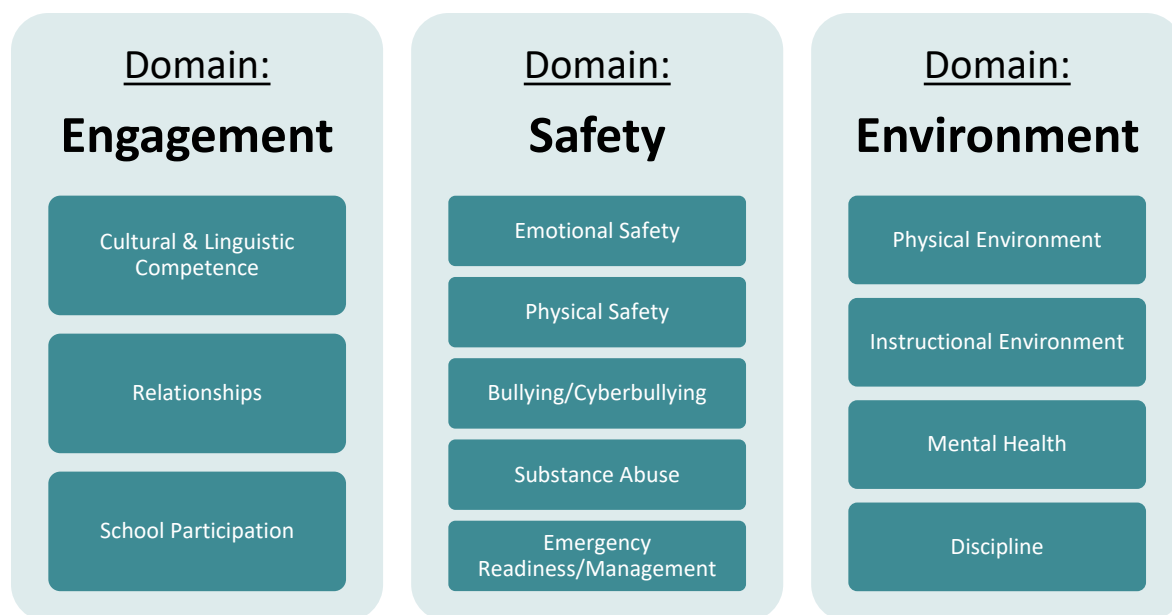 Domain:
Engagement
Cultural & Linguistic
Competence
Relationships
School Participation
Domain:
Safety
Emotional Safety
Physical Safety
Bullying/Cyberbullying
Substance Abuse
Emergency
Readiness/Management
Domain:
Environment
Physical Environment
Instructional Environment
Mental Health
Discipline